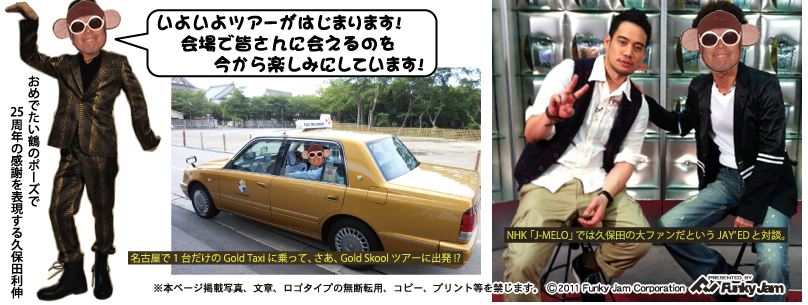 いよいよツアーがはじまります!
会場で皆さんに会えるのを
今から楽しみにしています!
おめでたい鶴のポーズで
25周年の感謝を表現する久保田利伸
名古屋で1台だけのGold Taxiに乗って、さあ、Gold Skoolツアーに出発!?
NHK「J-MELO」では久保田の大ファンだというJAY'EDと対談。
※本ページ掲載写真、文章、ロゴタイプの無断転用、コピー、プリント等を禁じます。 ©2011 Funky Jam Corporation
PRESENTED BY
Funky Jam